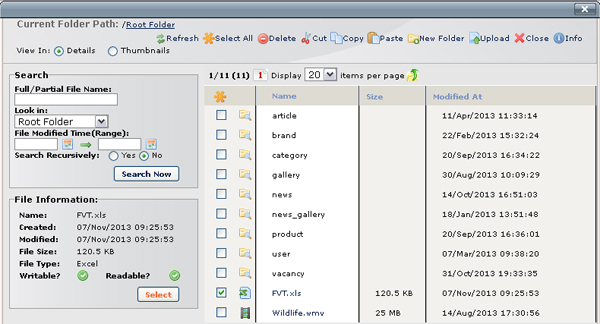 Current Folder Path: /Root Folder
Refresh Select All Delete Cut Copy Paste New Folder Upload Close Info
View In: Details Thumbnails
Search
Full/Partial File Name:
Look in:
Root Folder
File Modified Time(Range):
Search Recursively: Yes No
Search Now
File Information:
Name: FVT.xls
Created: 07/Nov/2013 09:25:53
Modified: 07/Nov/2013 09:25:53
File Size: 120.5 KB
File Type: Excel
Writable? Readable?
Select
1/11 (11) 1 Display 20 items per page
Name Size Modified At
article 11/Apr/2013 11:33:14
brand 22/Feb/2013 15:32:24
category 20/Sep/2013 16:34:22
gallery 30/Aug/2013 10:09:29
news 14/Oct/2013 16:51:03
news_gallery 18/Jan/2013 13:51:48
product 20/Sep/2013 16:36:01
user 07/Mar/2013 09:38:20
vacancy 31/Oct/2013 19:33:35
FVT.xls 120.5 KB 07/Nov/2013 09:25:53
Wildlife.wmv 25 MB 14/Aug/2013 17:30:56